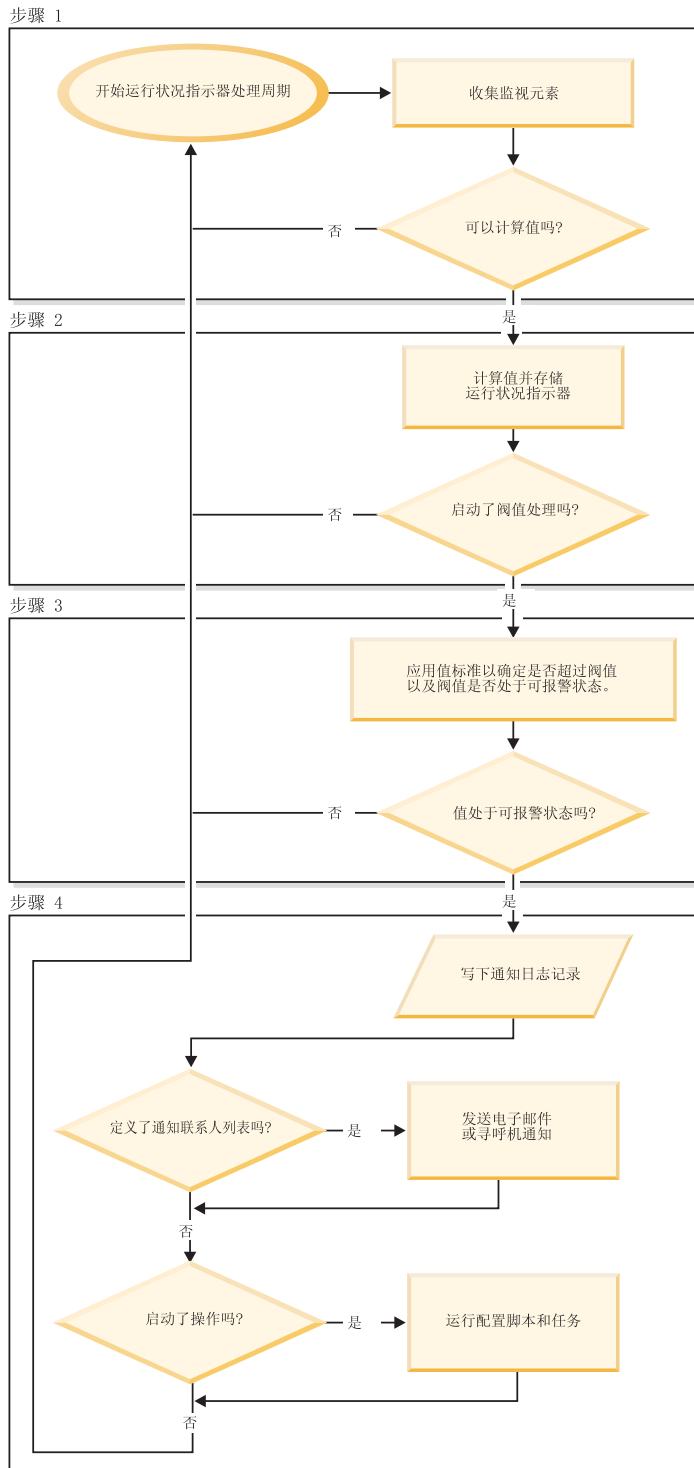 步骤 1
开始运行状况指示器处理周期
收集监视元素
可以计算值吗?
否
是
步骤 2
计算值并存储
运行状况指示器
启动了阀值处理吗?
否
是
步骤 3
应用值标准以确定是否超过阀值
以及阀值是否处于可报警状态。
值处于可报警状态吗?
否
是
步骤 4
写下通知日志记录
定义了通知联系人列表吗?
是
发送电子邮件
或寻呼机通知
否
启动了操作吗?
是
运行配置脚本和任务
否